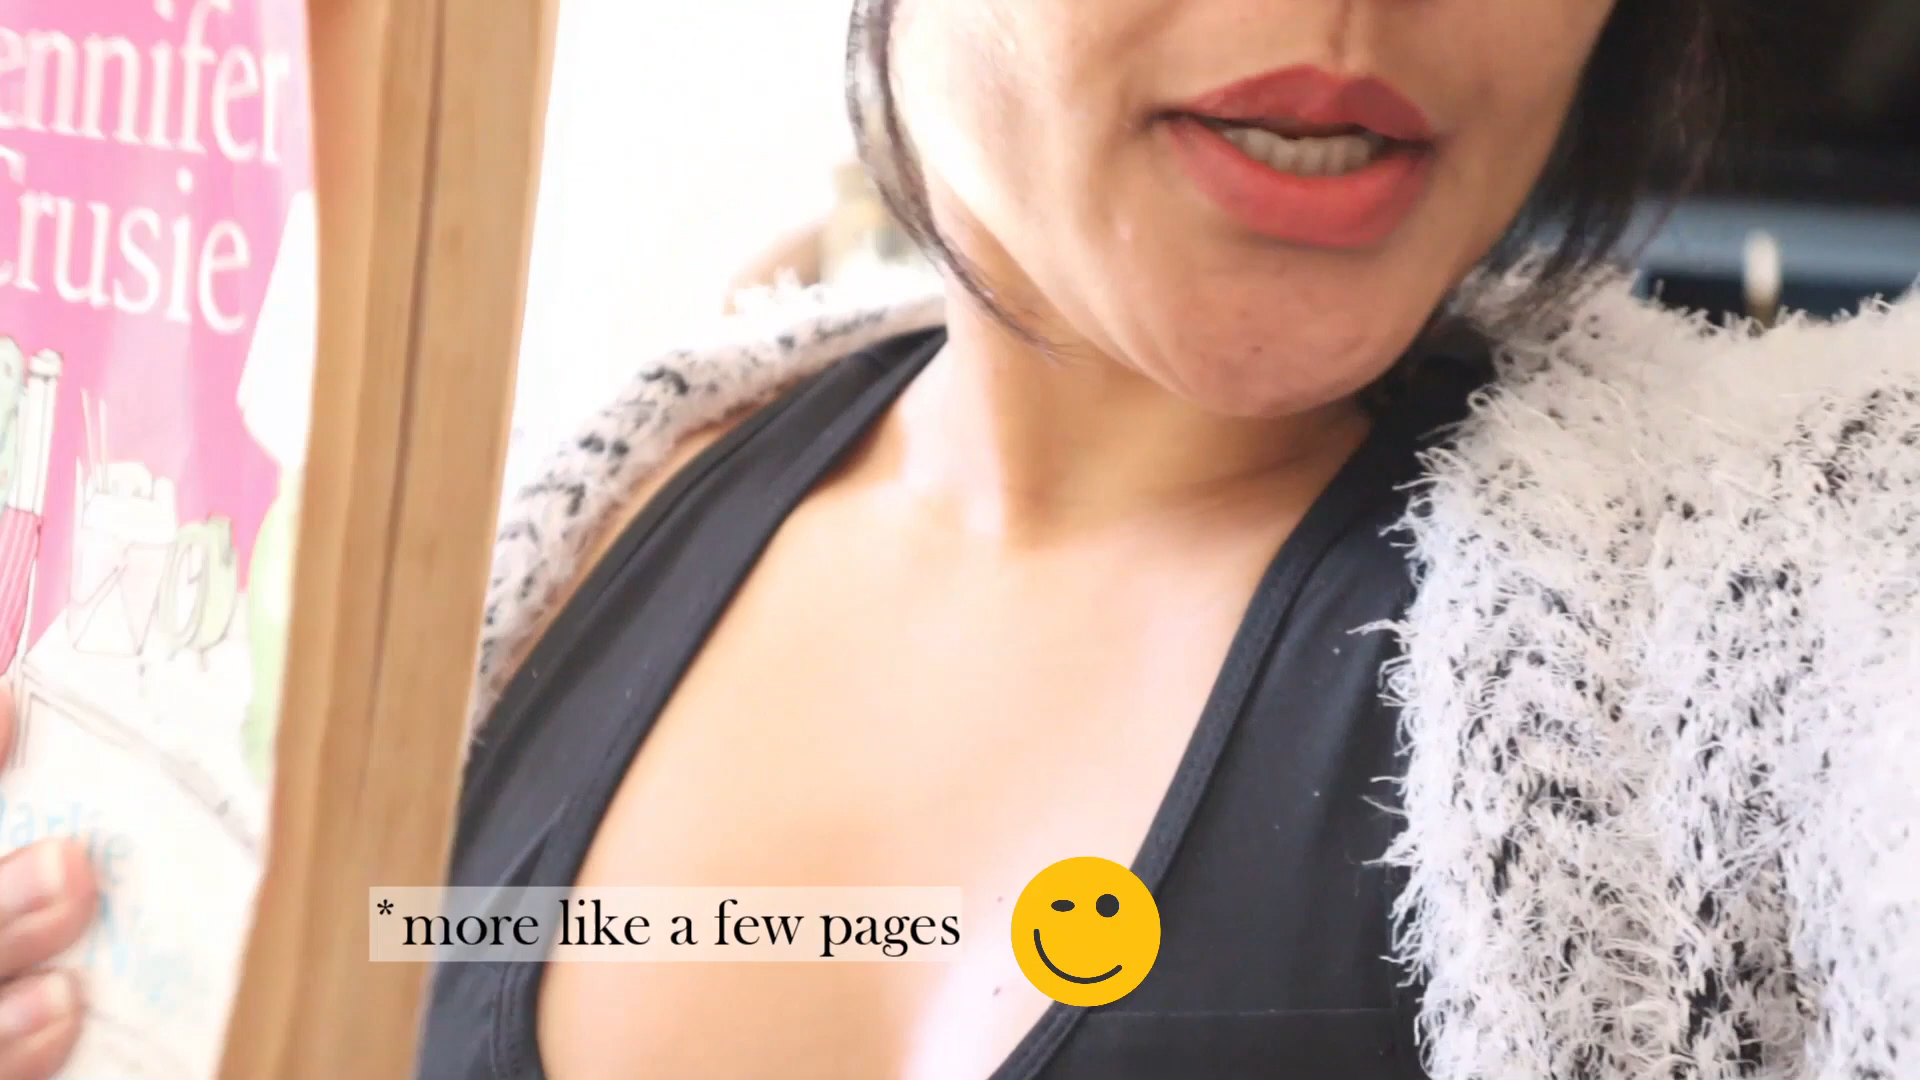 ennifer
Crusie
*more like a few pages